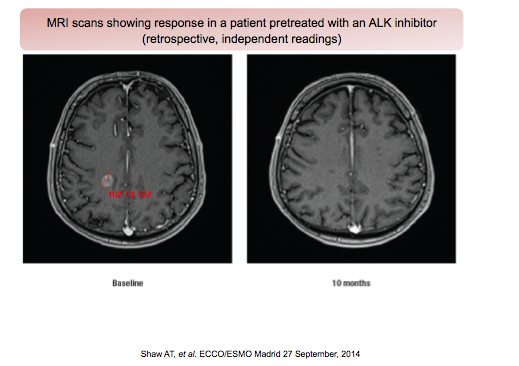 MRI scans showing response in a patient pretreated with an ALK inhibitor
(retrospective, independent readings)
Baseline
10 months
Shaw AT, et al. ECCO/ESMO Madrid 27 September, 2014